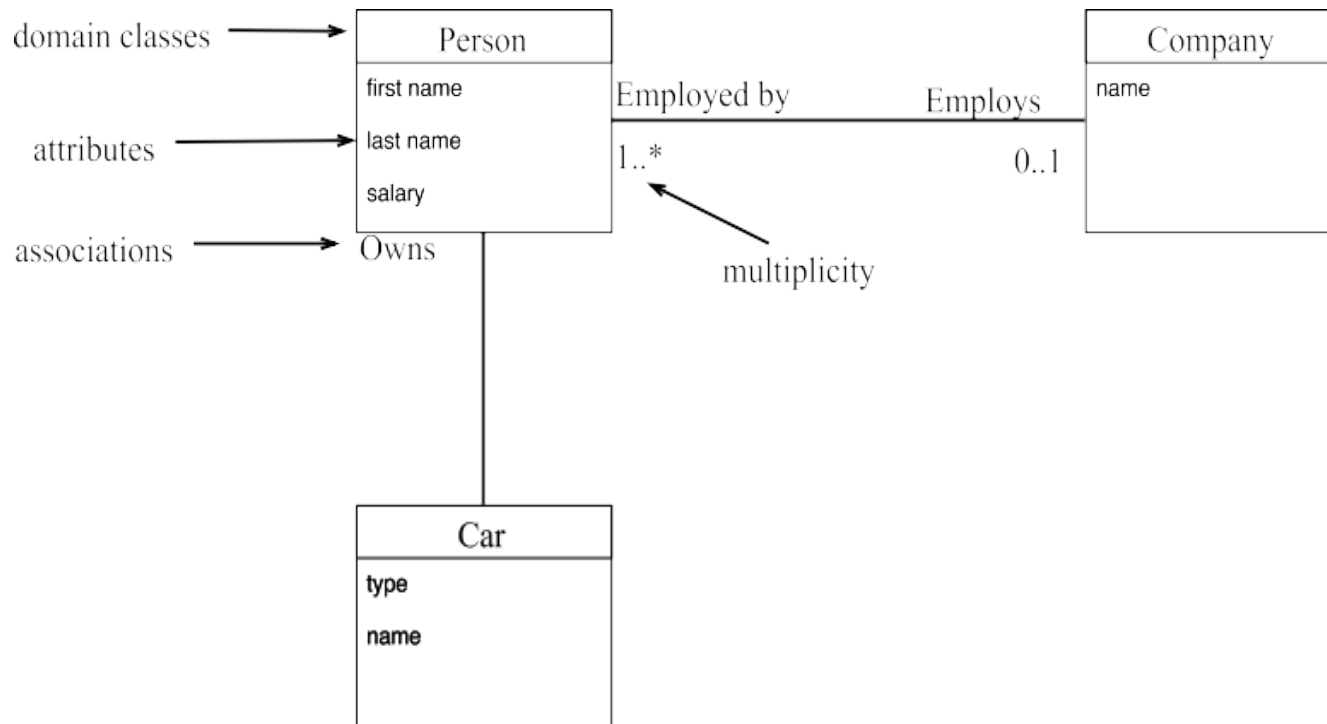 domain classes
Person
Company
first name
Employed by
Employs
name
attributes
last name
1..*
0..1
salary
associations
Owns
multiplicity
Car
type
name